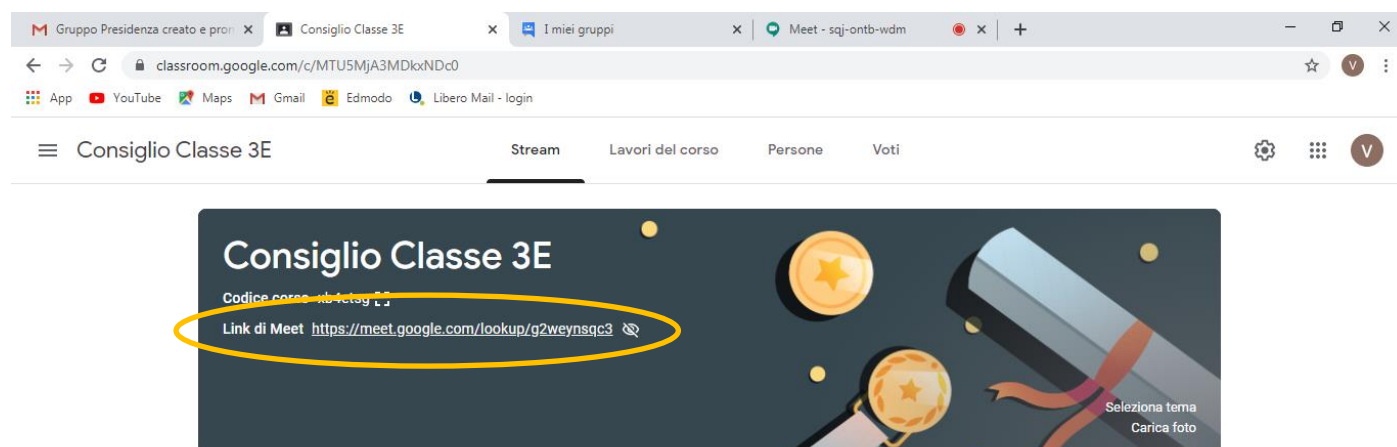 Gruppo Presidenza creato e pron
Consiglio Classe 3E
I miei gruppi
Meet - sqj-ontb-wdm
classroom.google.com/c/MTU5MjA3MDkxNDc0
V
App YouTube Maps Gmail Edmodo Libero Mail - login
Consiglio Classe 3E
Stream Lavori del corso Persone Voti
V
Consiglio Classe 3E
Codice corso
Link di Meet https://meet.google.com/lookup/g2weynsqc3
Seleziona tema
Carica foto